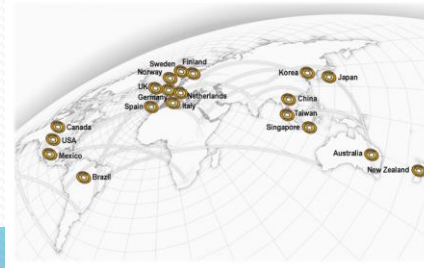 Finland
Sweden
Norway
UK
Germany
Netherlands
Spain
Italy
Korea
Japan
China
Taiwan
Singapore
Canada
USA
Mexico
Brazil
Australia
New Zealand